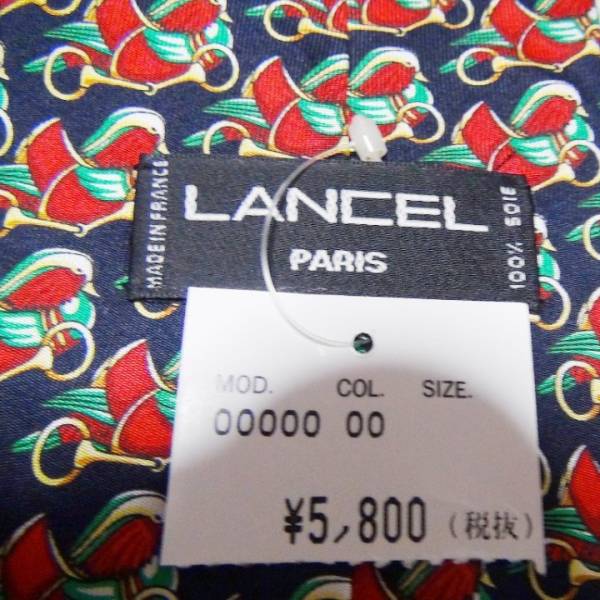 MADE IN FRANCE
LANCEL
PARIS
100% SOIE
MOD. COL. SIZE.
00000 00
¥5,800 (税抜)